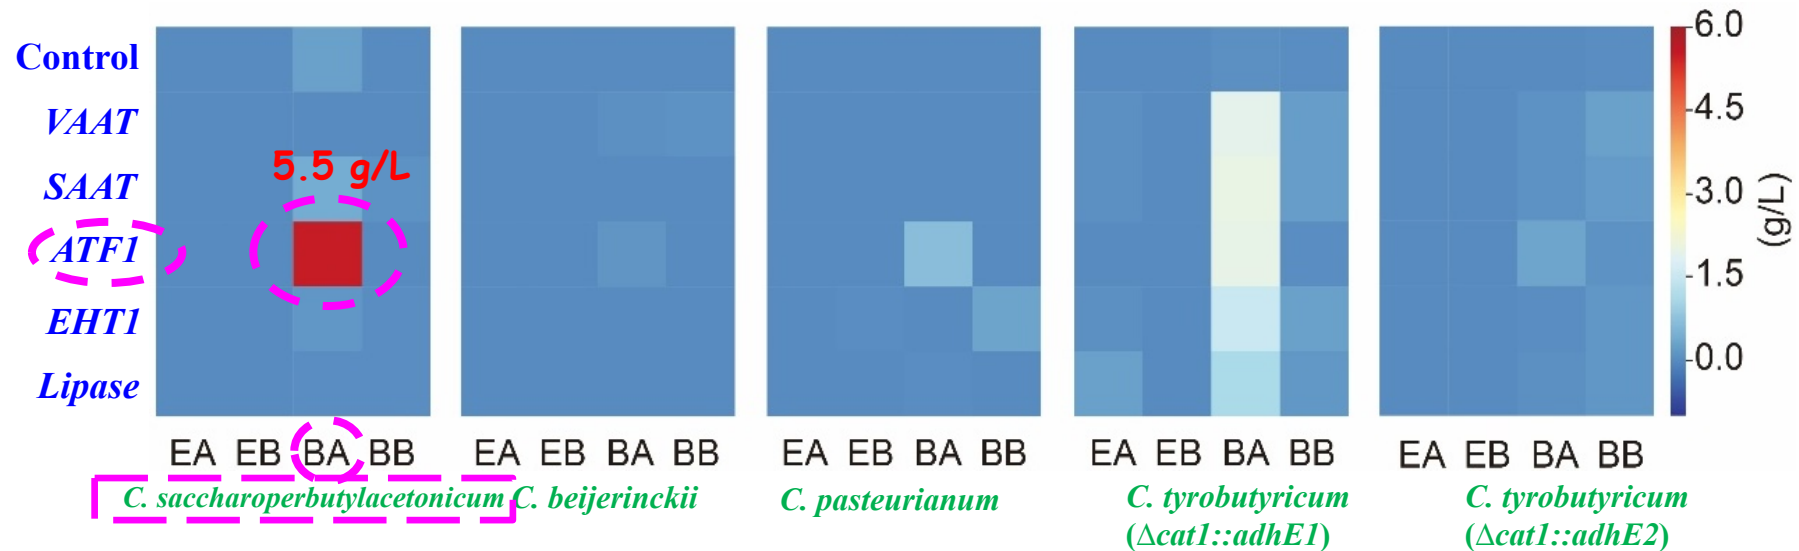 Control
VAAT
SAAT
ATF1
EHT1
Lipase
5.5 g/L
EA EB BA BB
EA EB BA BB
EA EB BA BB
EA EB BA BB
EA EB BA BB
C. saccharoperbutylacetonicum
C. beijerinckii
C. pasteurianum
C. tyrobutyricum
(Δcat1::adhE1)
C. tyrobutyricum
(Δcat1::adhE2)
6.0
4.5
3.0
1.5
0.0
(g/L)